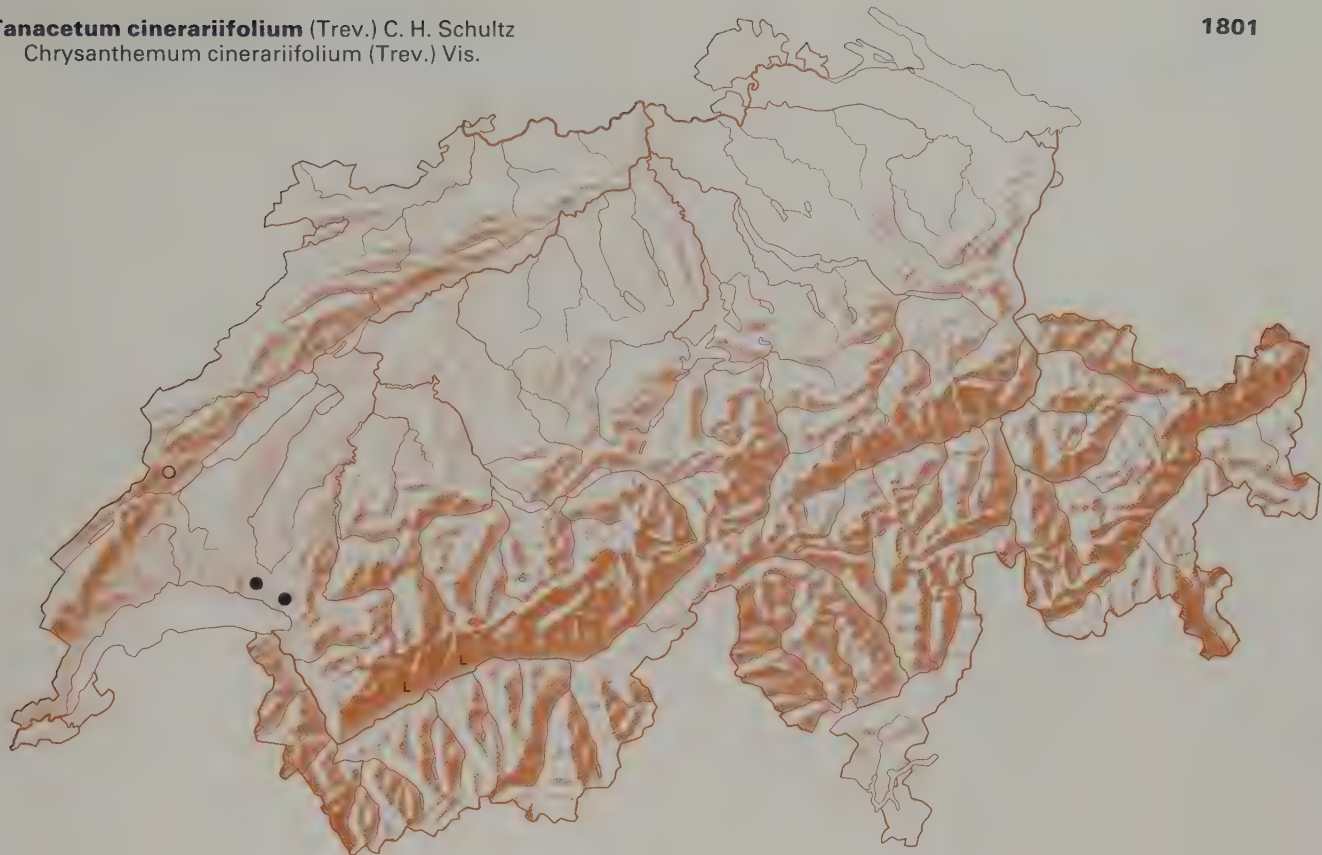 Tanacetum cinerariifolium (Trev.) C. H. Schultz
Chrysanthemum cinerariifolium (Trev.) Vis.
1801
L
L